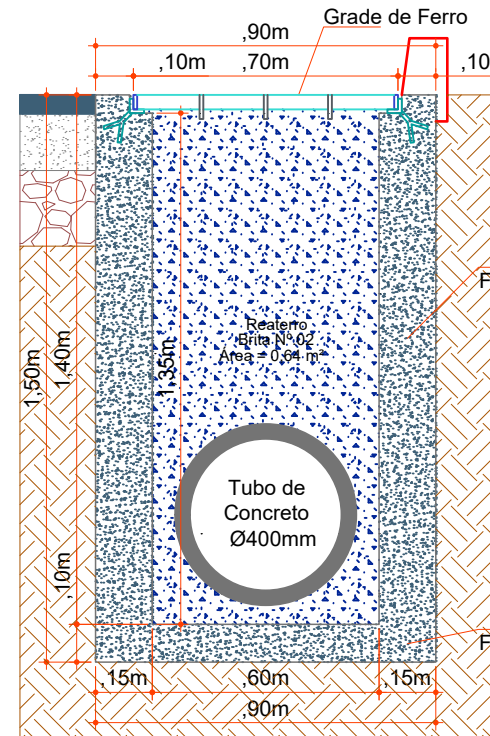 Grade de Ferro
,90m
,10m
,70m
,10
Reaterro
Brita Nº 02
Área = 0,64 m²
1,50m
1,40m
1,35m
Tubo de
Concreto
Ø400mm
,10m
F
F
,15m
,60m
,15m
,90m